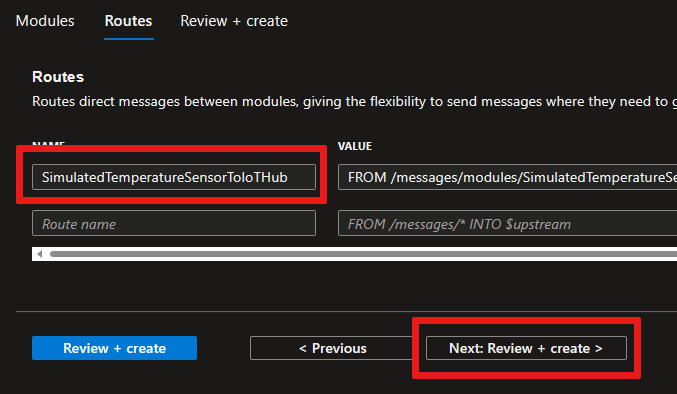 Modules Routes Review + create
Routes
Routes direct messages between modules, giving the flexibility to send messages where they need to
NAME VALUE
SimulatedTemperatureSensorToIoTHub FROM /messages/modules/SimulatedTemperatureSe
Route name FROM /messages/* INTO $upstream
Review + create < Previous Next: Review + create >